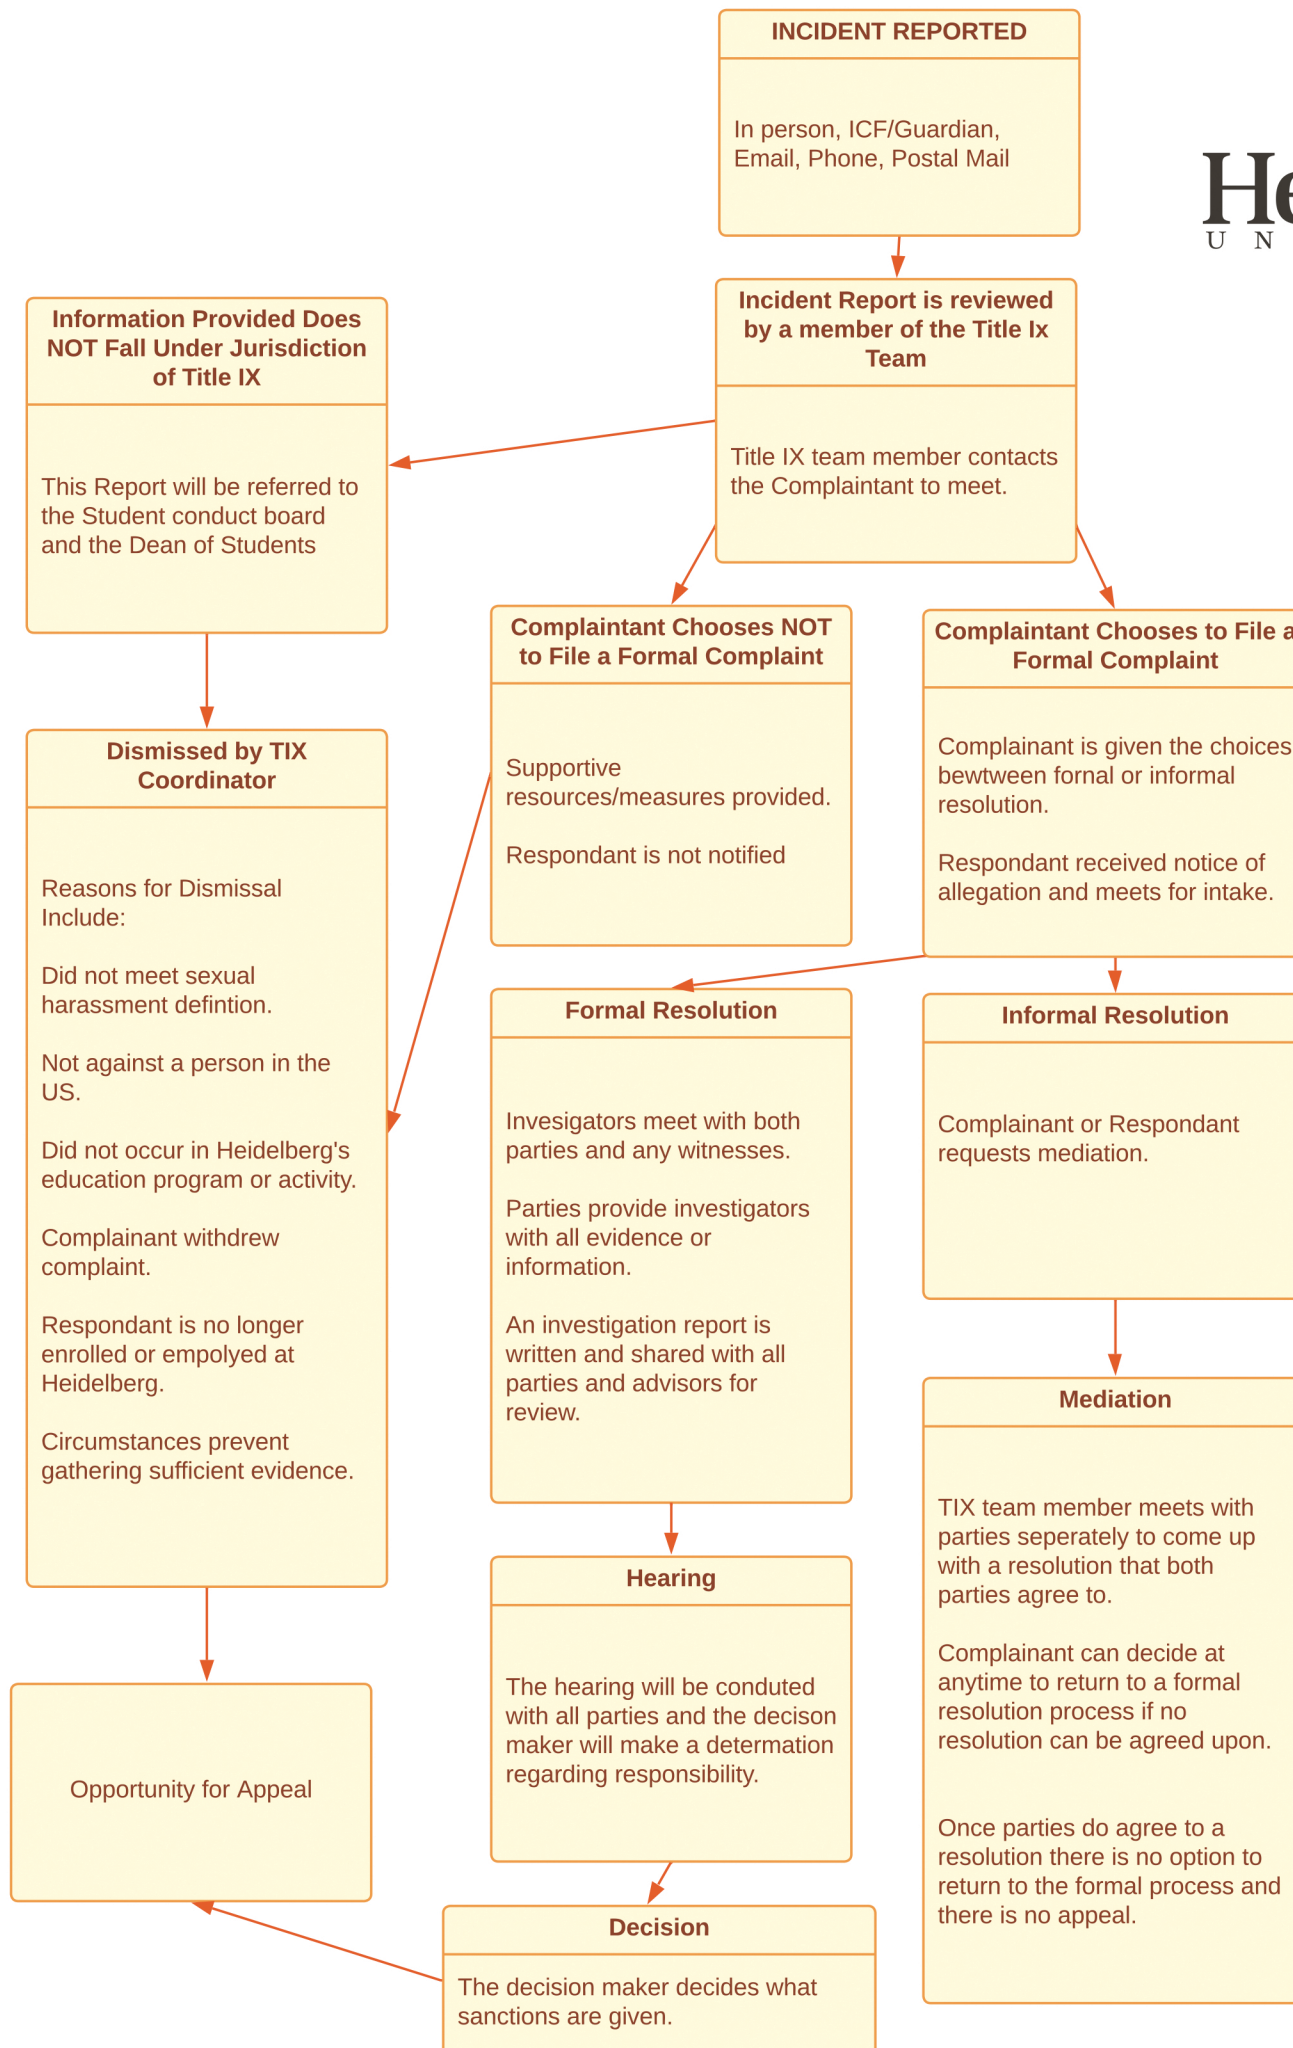 INCIDENT REPORTED
In person, ICF/Guardian,
Email, Phone, Postal Mail
He
U N
Incident Report is reviewed
by a member of the Title Ix
Team
Title IX team member contacts
the Complaintant to meet.
Information Provided Does
NOT Fall Under Jurisdiction
of Title IX
This Report will be referred to
the Student conduct board
and the Dean of Students
Complaintant Chooses NOT
to File a Formal Complaint
Supportive
resources/measures provided.
Respondant is not notified
Complaintant Chooses to File a
Formal Complaint
Complainant is given the choices
bewtween fornal or informal
resolution.
Respondant received notice of
allegation and meets for intake.
Dismissed by TIX
Coordinator
Reasons for Dismissal
Include:
Did not meet sexual
harassment defintion.
Not against a person in the
US.
Did not occur in Heidelberg's
education program or activity.
Complainant withdrew
complaint.
Respondant is no longer
enrolled or empolyed at
Heidelberg.
Circumstances prevent
gathering sufficient evidence.
Formal Resolution
Invesigators meet with both
parties and any witnesses.
Parties provide investigators
with all evidence or
information.
An investigation report is
written and shared with all
parties and advisors for
review.
Informal Resolution
Complainant or Respondant
requests mediation.
Mediation
TIX team member meets with
parties seperately to come up
with a resolution that both
parties agree to.
Complainant can decide at
anytime to return to a formal
resolution process if no
resolution can be agreed upon.
Once parties do agree to a
resolution there is no option to
return to the formal process and
there is no appeal.
Hearing
The hearing will be conduted
with all parties and the decison
maker will make a determation
regarding responsibility.
Opportunity for Appeal
Decision
The decision maker decides what
sanctions are given.